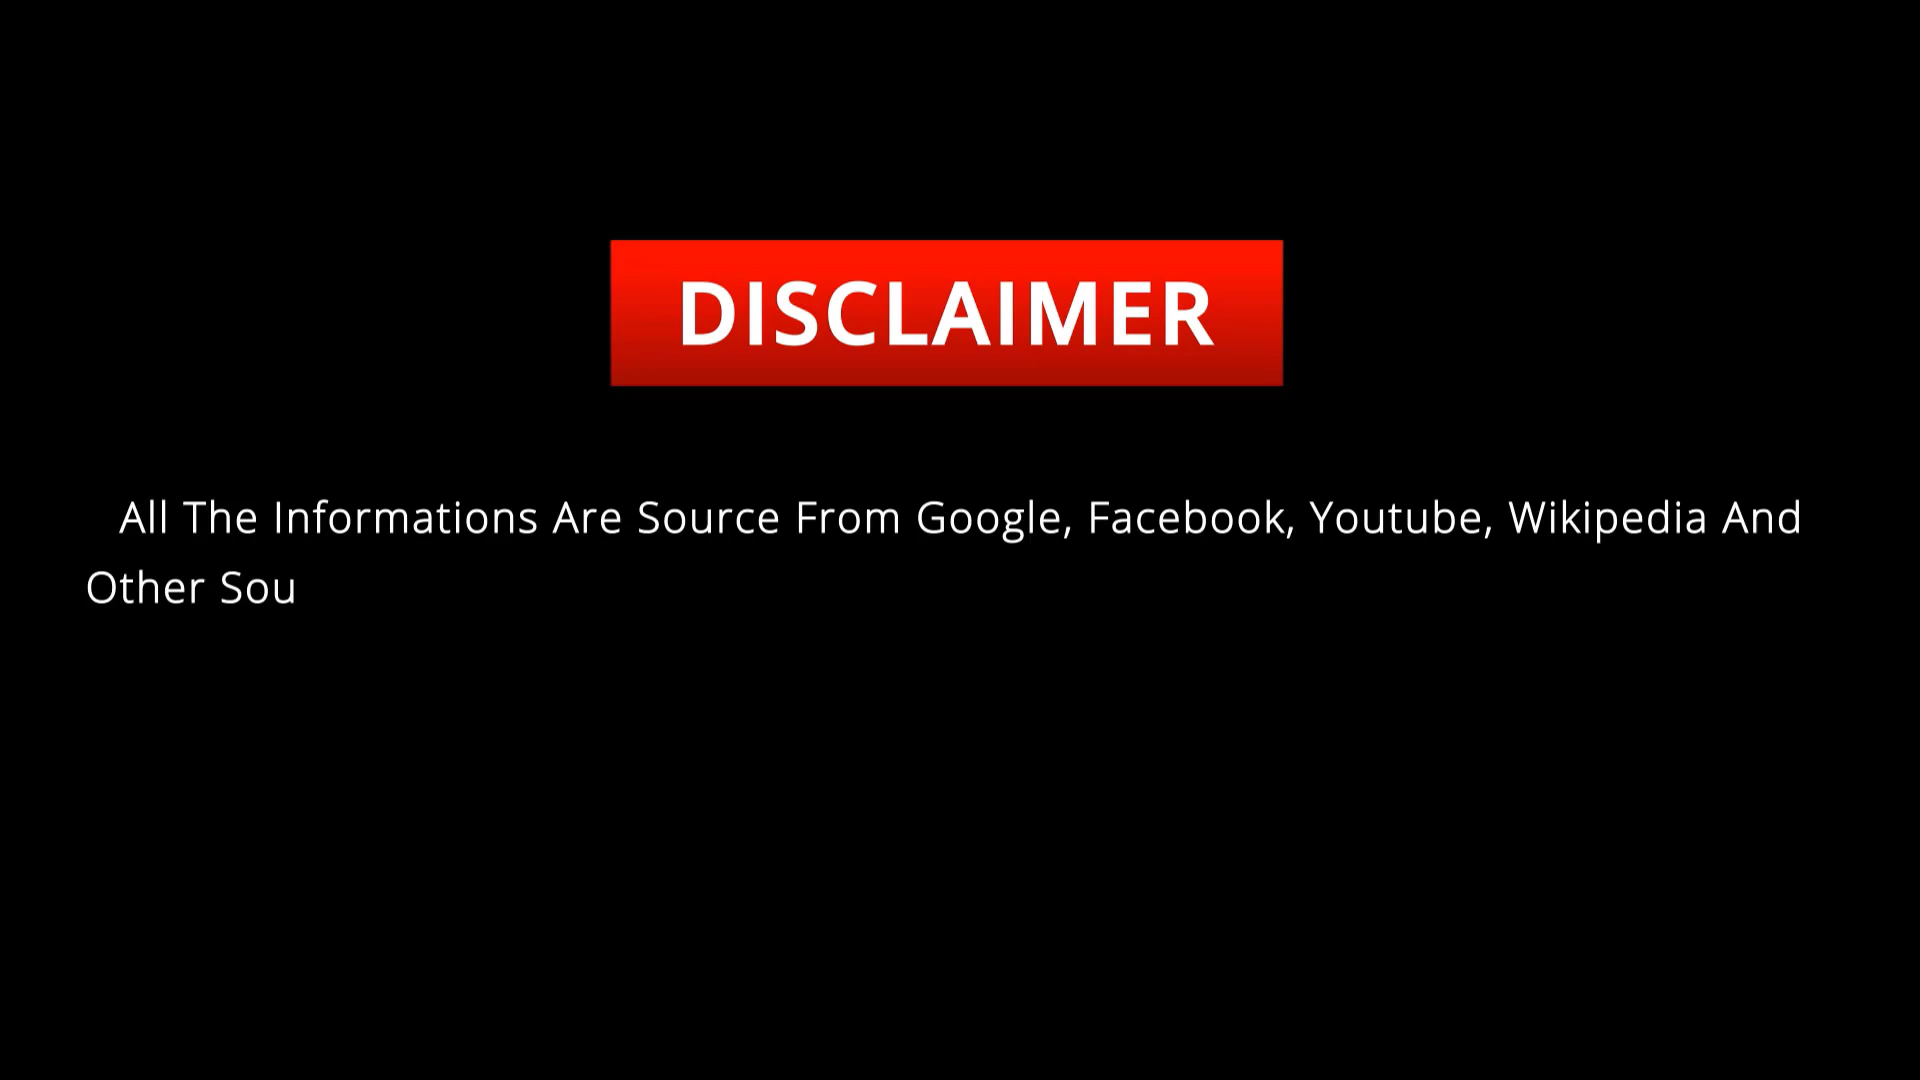 DISCLAIMER
All The Informations Are Source From Google, Facebook, Youtube, Wikipedia And
Other Sou